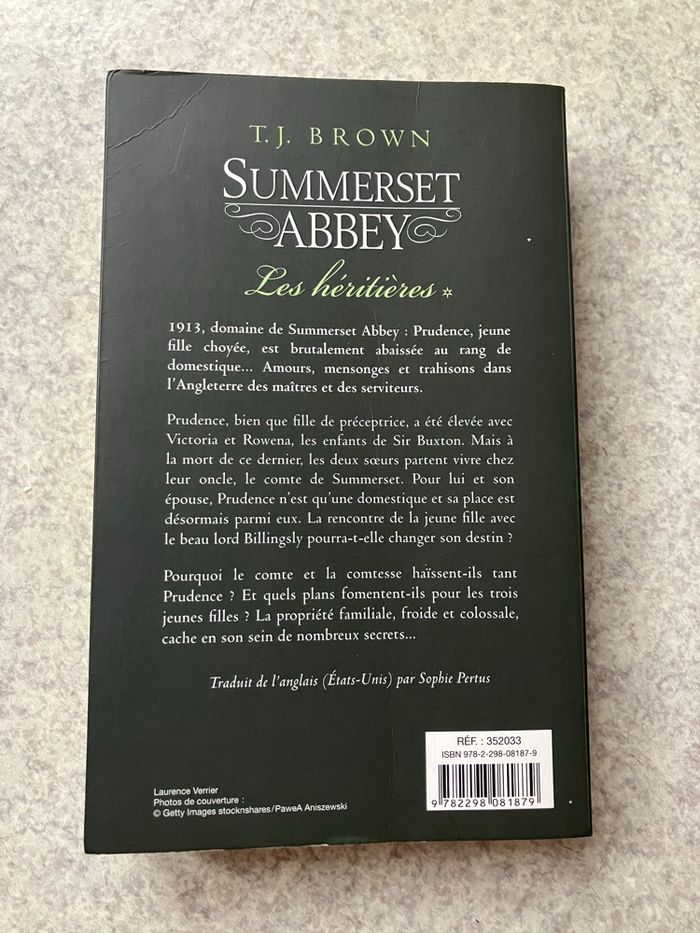 T.J. BROWN
SUMMERSET
ABBEY
Les héritières *
1913, domaine de Summerset Abbey : Prudence, jeune
fille choyée, est brutalement abaissée au rang de
domestique... Amours, mensonges et trahisons dans
l'Angleterre des maîtres et des serviteurs.
Prudence, bien que fille de préceptrice, a été élevée avec
Victoria et Rowena, les enfants de Sir Buxton. Mais à
la mort de ce dernier, les deux sœurs partent vivre chez
leur oncle, le comte de Summerset. Pour lui et son
épouse, Prudence n'est qu'une domestique et sa place est
désormais parmi eux. La rencontre de la jeune fille avec
le beau lord Billingsly pourra-t-elle changer son destin ?
Pourquoi le comte et la comtesse haïssent-ils tant
Prudence ? Et quels plans fomentent-ils pour les trois
jeunes filles ? La propriété familiale, froide et colossale,
cache en son sein de nombreux secrets...
Traduit de l'anglais (États-Unis) par Sophie Pertus
RÉF. : 352033
ISBN 978-2-298-08187-9
9 782298 081879
Laurence Verrier
Photos de couverture :
© Getty Images stocknshares/PaweA Aniszewski